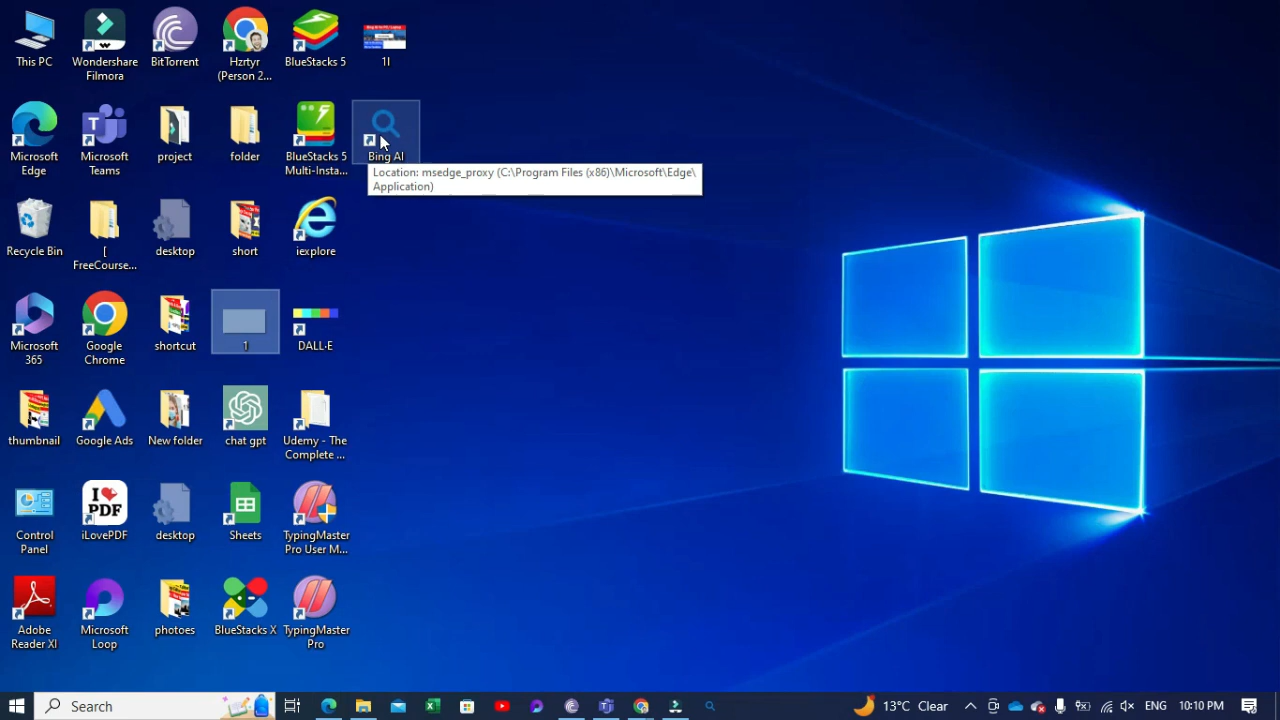 This PC
Wondershare
Filmora
BitTorrent
Hzrtyr
(Person 2...
BlueStacks 5
1I
Microsoft
Edge
Microsoft
Teams
project
folder
BlueStacks 5
Multi-Insta...
Bing AI
Location: msedge_proxy (C:\Program Files (x86)\Microsoft\Edge\
Application)
Recycle Bin
[
FreeCourse...
desktop
short
iexplore
Microsoft
365
Google
Chrome
shortcut
1
DALL·E
thumbnail
Google Ads
New folder
chat gpt
Udemy - The
Complete ...
Control
Panel
I
PDF
iLovePDF
desktop
Sheets
TypingMaster
Pro User M...
Adobe
Reader XI
Microsoft
Loop
photoes
BlueStacks X
TypingMaster
Pro
Search
13°C Clear
ENG
10:10 PM